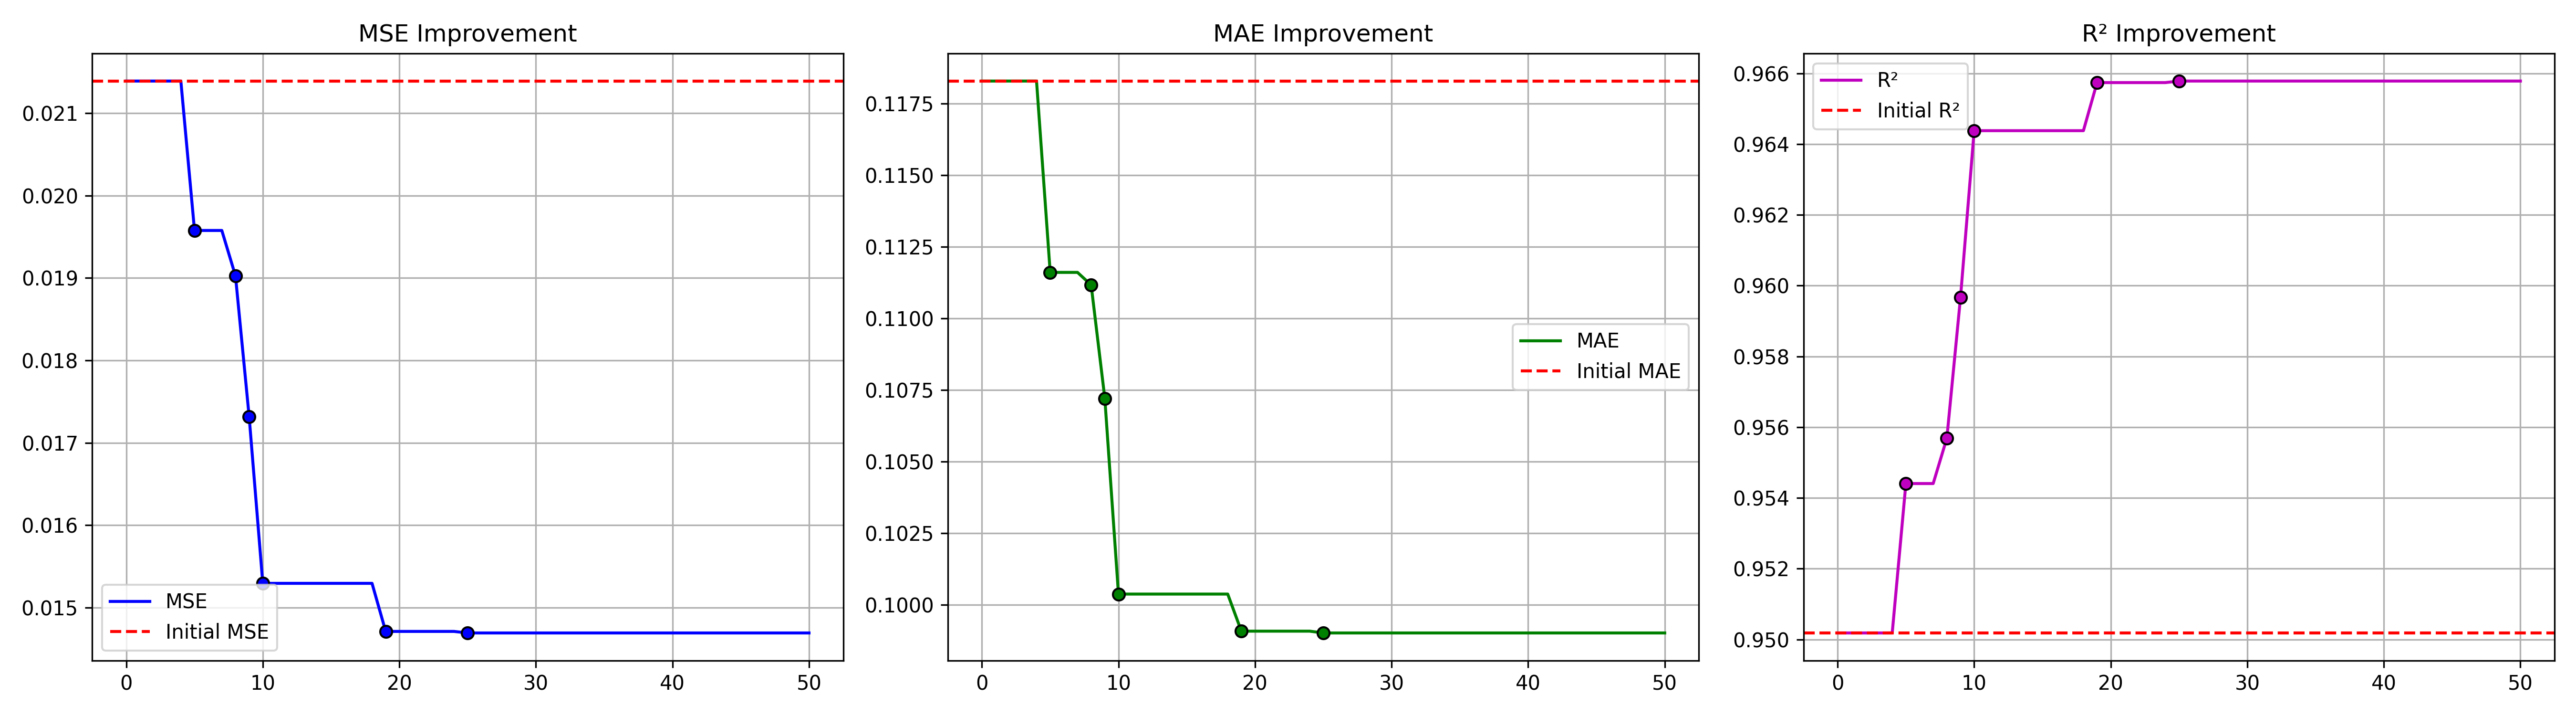 MSE Improvement
0.021
0.020
0.019
0.018
0.017
0.016
0.015
MSE
Initial MSE
0 10 20 30 40 50
MAE Improvement
0.1175
0.1150
0.1125
0.1100
0.1075
0.1050
0.1025
0.1000
MAE
Initial MAE
0 10 20 30 40 50
R² Improvement
0.966
0.964
0.962
0.960
0.958
0.956
0.954
0.952
0.950
R²
Initial R²
0 10 20 30 40 50